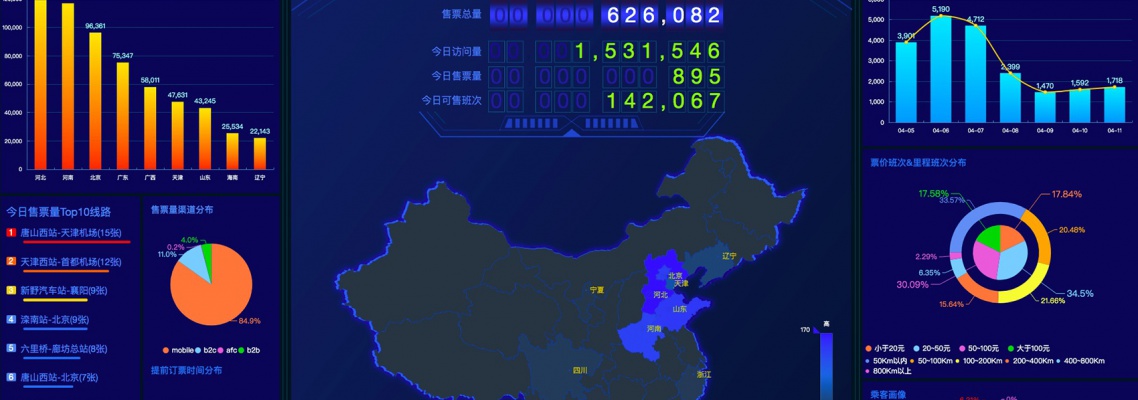 100,000
80,000
60,000
40,000
20,000
0
96,361
75,347
58,011
47,631
43,245
25,534
22,143
河北 河南 北京 广东 广西 天津 山东 海南 辽宁
今日售票量Top10线路
1 唐山西站-天津机场(15张)
2 天津西站-首都机场(12张)
3 新野汽车站-襄阳(9张)
4 滦南站-北京(9张)
5 六里桥-廊坊总站(8张)
6 唐山西站-北京(7张)
售票量渠道分布
4.0%
0.2%
11.0%
84.9%
mobile b2c afc b2b
提前订票时间分布
售票总量 00 000 626,082
今日访问量 00 001,531,546
今日售票量 00 000 000 895
今日可售班次 00 000 142,067
辽宁
北京
天津
宁夏
河北
山东
河南
四川
浙江
高
170
5,000
4,000
3,000
2,000
1,000
0
3,901
5,190
4,712
2,399
1,470
1,592
1,718
04-05 04-06 04-07 04-08 04-09 04-10 04-11
票价班次&里程班次分布
17.58%
33.57%
17.84%
20.48%
2.29%
6.35%
30.09%
34.5%
15.64%
21.66%
小于20元 20-50元 50-100元 大于100元
50Km以内 50-100Km 100-200Km 200-400Km 400-800Km
800Km以上
乘客画像